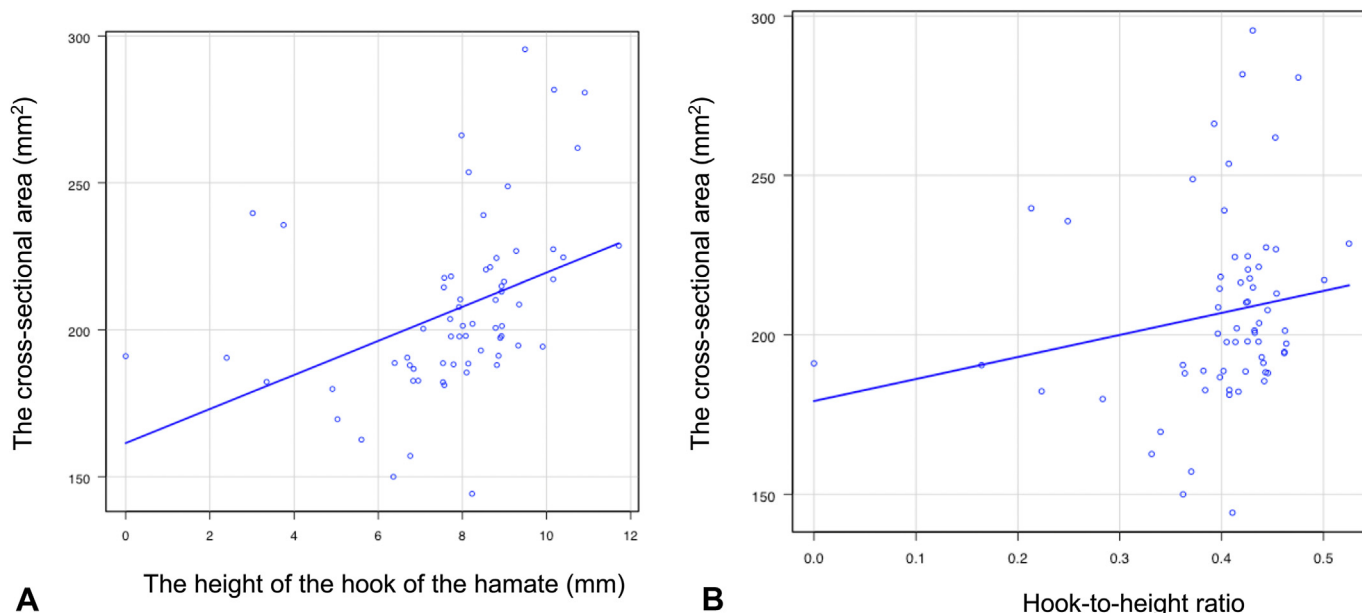 300
250
200
150
0 2 4 6 8 10 12
The cross-sectional area (mm²)
The height of the hook of the hamate (mm)
A
300
250
200
150
0.0 0.1 0.2 0.3 0.4 0.5
The cross-sectional area (mm²)
Hook-to-height ratio
B